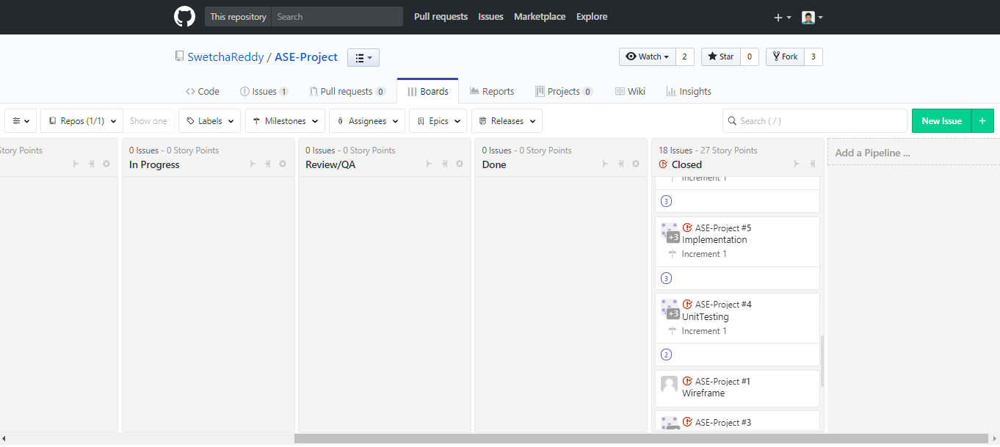 This repository Search Pull requests Issues Marketplace Explore
SwetchaReddy / ASE-Project Watch 2 Star 0 Fork 3
Code Issues 1 Pull requests 0 Boards Reports Projects 0 Wiki Insights
Repos (1/1) Show one Labels Milestones Assignees Epics Releases Search ( / ) New Issue +
Story Points
0 Issues - 0 Story Points
In Progress
0 Issues - 0 Story Points
Review/QA
0 Issues - 0 Story Points
Done
18 Issues - 27 Story Points
Closed
Increment 1
3
ASE-Project #5
+3 Implementation
Increment 1
3
ASE-Project #4
+3 UnitTesting
Increment 1
2
ASE-Project #1
Wireframe
ASE-Project #3
Add a Pipeline ...